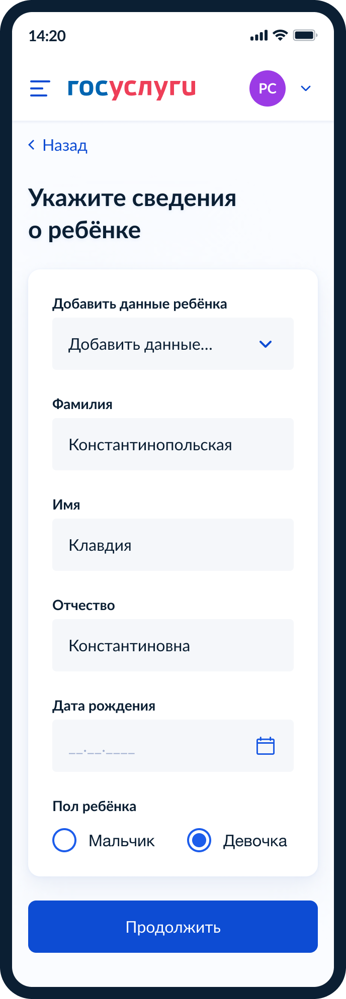 14:20
госуслуги
РС
Назад
Укажите сведения
о ребёнке
Добавить данные ребёнка
Добавить данные...
Фамилия
Константинопольская
Имя
Клавдия
Отчество
Константиновна
Дата рождения
__.__.____
Пол ребёнка
Мальчик Девочка
Продолжить